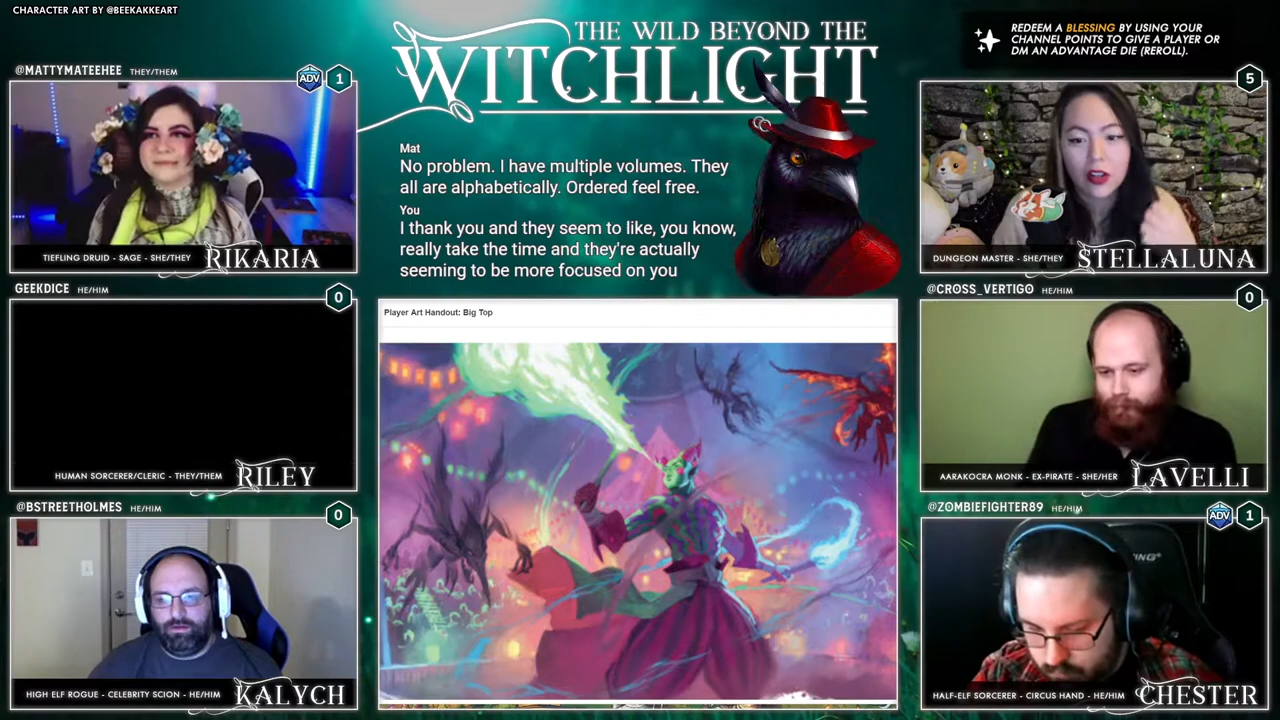 CHARACTER ART BY @BEEKAKKEART
THE WILD BEYOND THE
WITCHLIGHT
REDEEM A BLESSING BY USING YOUR
CHANNEL POINTS TO GIVE A PLAYER OR
DM AN ADVANTAGE DIE (REROLL).
@MATTYMATEEHEE THEY/THEM
ADV 1
TIEFLING DRUID - SAGE - SHE/THEY RIKARIA
Mat
No problem. I have multiple volumes. They
all are alphabetically. Ordered feel free.
You
I thank you and they seem to like, you know,
really take the time and they're actually
seeming to be more focused on you
5
DUNGEON MASTER - SHE/THEY STELLALUNA
GEEKDICE HE/HIM
0
HUMAN SORCERER/CLERIC - THEY/THEM RILEY
Player Art Handout: Big Top
@CROSS_VERTIGO HE/HIM
0
AARAKOCRA MONK - EX-PIRATE - SHE/HER LAVELLI
@BSTREETHOLMES HE/HIM
0
HIGH ELF ROGUE - CELEBRITY SCION - HE/HIM KALYCH
@ZOMBIEFIGHTER89 HE/HIM
ADV 1
HALF-ELF SORCERER - CIRCUS HAND - HE/HIM CHESTER